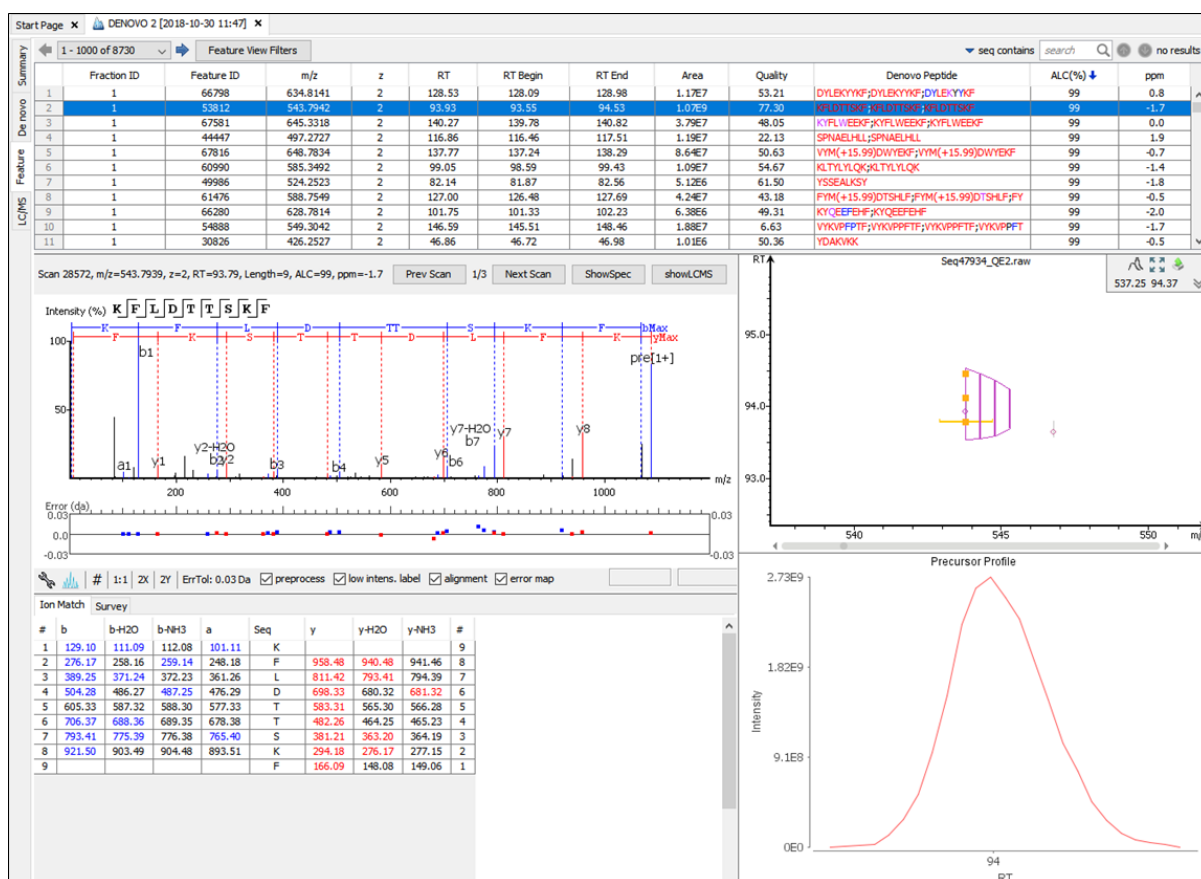 Start Page × DENOVO 2 [2018-10-30 11:47] ×
1 - 1000 of 8730 Feature View Filters seq contains search no results
Summary
De novo
Feature
LC/MS
Fraction ID Feature ID m/z z RT RT Begin RT End Area Quality Denovo Peptide ALC(%) ppm
1 1 66798 634.8141 2 128.53 128.09 128.98 1.17E7 53.21 DYLEKYYKF;DYLEKYYKF;DYLEKYYKF 99 0.8
2 1 53812 543.7942 2 93.93 93.55 94.53 1.07E9 77.30 KFLDTTSKF;KFLDTTSKF;KFLDTTSKF 99 -1.7
3 1 67581 645.3318 2 140.27 139.78 140.82 3.79E7 48.05 KYFLWEEKF;KYFLWEEKF;KYFLWEEKF 99 0.0
4 1 44447 497.2727 2 116.86 116.46 117.51 1.19E7 22.13 SPNAELHLL;SPNAELHLL 99 1.9
5 1 67816 648.7834 2 137.77 137.24 138.29 8.64E7 50.63 VYM(+15.99)DWYEKF;VYM(+15.99)DWYEKF 99 -0.7
6 1 60990 585.3492 2 99.05 98.59 99.43 1.09E7 54.67 KLTYLYLQK;KLTYLYLQK 99 -1.4
7 1 49986 524.2523 2 82.14 81.87 82.56 5.12E6 61.50 YSSEALKSY 99 -1.8
8 1 61476 588.7549 2 127.00 126.48 127.69 4.24E7 43.18 FYM(+15.99)DTSHLF;FYM(+15.99)DTSHLF;FY 99 -0.5
9 1 66280 628.7814 2 101.75 101.33 102.23 6.38E6 49.31 KYQEEFEHF;KYQEEFEHF 99 -2.0
10 1 54888 549.3042 2 146.59 145.51 148.46 1.88E7 6.63 VYKVPFPTF;VYKVPPFTF;VYKVPPFTF;VYKVPPFT 99 -1.7
11 1 30826 426.2527 2 46.86 46.72 46.98 1.01E6 50.36 YDAKVKK 99 -0.5
Scan 28572, m/z=543.7939, z=2, RT=93.79, Length=9, ALC=99, ppm=-1.7 Prev Scan 1/3 Next Scan ShowSpec showLCMS
Intensity (%) K F L D T T S K F
K F L D TT S K F bMax
F K S T T D L F K yMax
100
50
b1
pre[1+]
a1 y1 y2-H2O b2 y2 b3 b4 y5 y6 b6 y7-H2O b7 y7 y8
200 400 600 800 1000 m/z
Error (da)
0.03 0.03
0.0
-0.03 -0.03
# 1:1 2X 2Y ErrTol: 0.03 Da preprocess low intens. label alignment error map
Ion Match Survey
# b b-H2O b-NH3 a Seq y y-H2O y-NH3 #
1 129.10 111.09 112.08 101.11 K 9
2 276.17 258.16 259.14 248.18 F 958.48 940.48 941.46 8
3 389.25 371.24 372.23 361.26 L 811.42 793.41 794.39 7
4 504.28 486.27 487.25 476.29 D 698.33 680.32 681.32 6
5 605.33 587.32 588.30 577.33 T 583.31 565.30 566.28 5
6 706.37 688.36 689.35 678.38 T 482.26 464.25 465.23 4
7 793.41 775.39 776.38 765.40 S 381.21 363.20 364.19 3
8 921.50 903.49 904.48 893.51 K 294.18 276.17 277.15 2
9 F 166.09 148.08 149.06 1
RT Seq47934_QE2.raw
537.25 94.37
95.0
94.0
93.0
540 545 550 m/
Precursor Profile
2.73E9
1.82E9
9.1E8
0E0
Intensity
94
RT